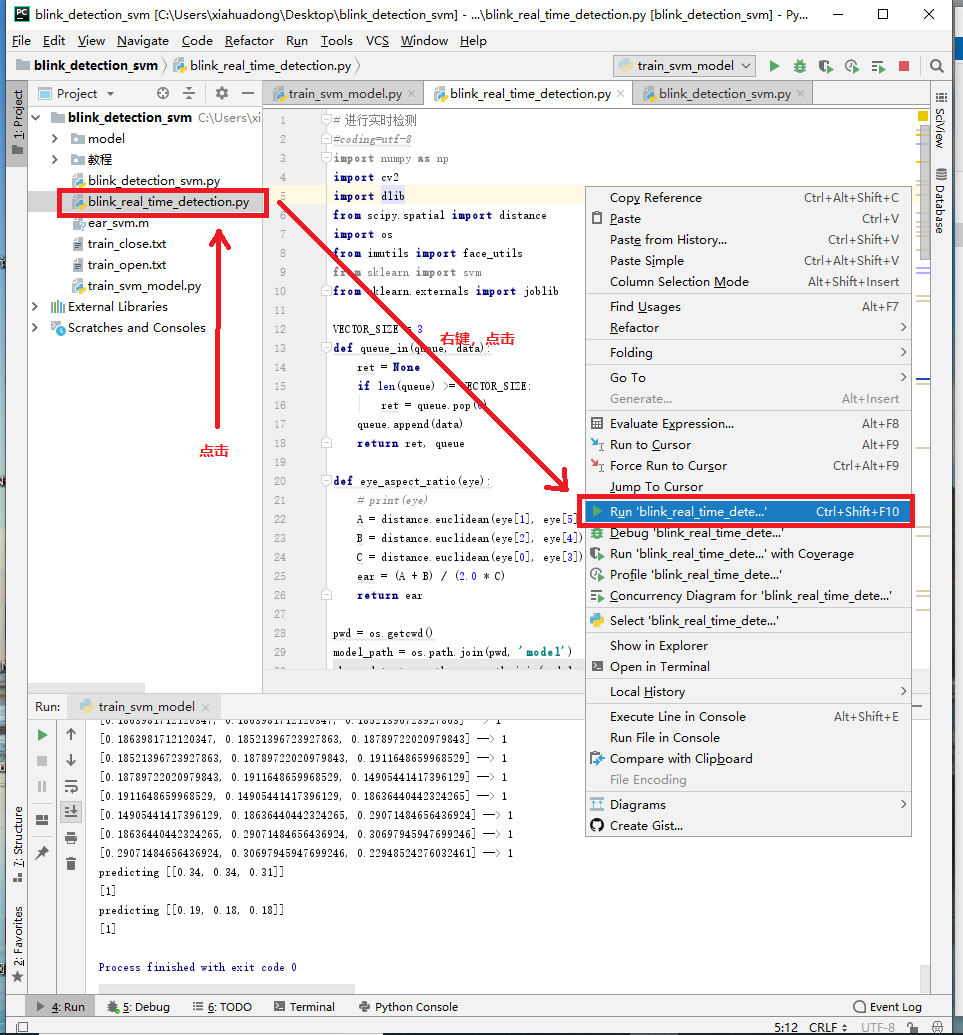 blink_detection_svm [C:\Users\xiahuadong\Desktop\blink_detection_svm] - ...\blink_real_time_detection.py [blink_detection_svm] - Py...
File Edit View Navigate Code Refactor Run Tools VCS Window Help
blink_detection_svm blink_real_time_detection.py train_svm_model
Project train_svm_model.py blink_real_time_detection.py blink_detection_svm.py
1: Project
blink_detection_svm C:\Users\xi
model
教程
blink_detection_svm.py
blink_real_time_detection.py
ear_svm.m
train_close.txt
train_open.txt
train_svm_model.py
External Libraries
Scratches and Consoles
点击
右键，点击
1 # 进行实时检测
2 #coding=utf-8
3 import numpy as np
4 import cv2
5 import dlib
6 from scipy.spatial import distance
7 import os
8 from imutils import face_utils
9 from sklearn import svm
10 from sklearn.externals import joblib
11
12 VECTOR_SIZE = 3
13 def queue_in(queue, data):
14 ret = None
15 if len(queue) >= VECTOR_SIZE:
16 ret = queue.pop(0)
17 queue.append(data)
18 return ret, queue
19
20 def eye_aspect_ratio(eye):
21 # print(eye)
22 A = distance.euclidean(eye[1], eye[5]
23 B = distance.euclidean(eye[2], eye[4])
24 C = distance.euclidean(eye[0], eye[3])
25 ear = (A + B) / (2.0 * C)
26 return ear
27
28 pwd = os.getcwd()
29 model_path = os.path.join(pwd, 'model')
Copy Reference Ctrl+Alt+Shift+C
Paste Ctrl+V
Paste from History... Ctrl+Shift+V
Paste Simple Ctrl+Alt+Shift+V
Column Selection Mode Alt+Shift+Insert
Find Usages Alt+F7
Refactor
Folding
Go To
Generate... Alt+Insert
Evaluate Expression... Alt+F8
Run to Cursor Alt+F9
Force Run to Cursor Ctrl+Alt+F9
Jump To Cursor
Run 'blink_real_time_dete...' Ctrl+Shift+F10
Debug 'blink_real_time_dete...'
Run 'blink_real_time_dete...' with Coverage
Profile 'blink_real_time_dete...'
Concurrency Diagram for 'blink_real_time_dete...'
Select 'blink_real_time_dete...'
Show in Explorer
Open in Terminal
Local History
Execute Line in Console Alt+Shift+E
Run File in Console
Compare with Clipboard
File Encoding
Diagrams
Create Gist...
SciView
Database
Run: train_svm_model
[0.1863981712120347, 0.18521396723927863, 0.18789722020979843] --> 1
[0.18521396723927863, 0.18789722020979843, 0.1911648659968529] --> 1
[0.18789722020979843, 0.1911648659968529, 0.14905441417396129] --> 1
[0.1911648659968529, 0.14905441417396129, 0.18636440442324265] --> 1
[0.14905441417396129, 0.18636440442324265, 0.29071484656436924] --> 1
[0.18636440442324265, 0.29071484656436924, 0.30697945947699246] --> 1
[0.29071484656436924, 0.30697945947699246, 0.22948524276032461] --> 1
predicting [[0.34, 0.34, 0.31]]
[1]
predicting [[0.19, 0.18, 0.18]]
[1]
Process finished with exit code 0
7: Structure
2: Favorites
4: Run 5: Debug 6: TODO Terminal Python Console Event Log
5:12 CRLF UTF-8